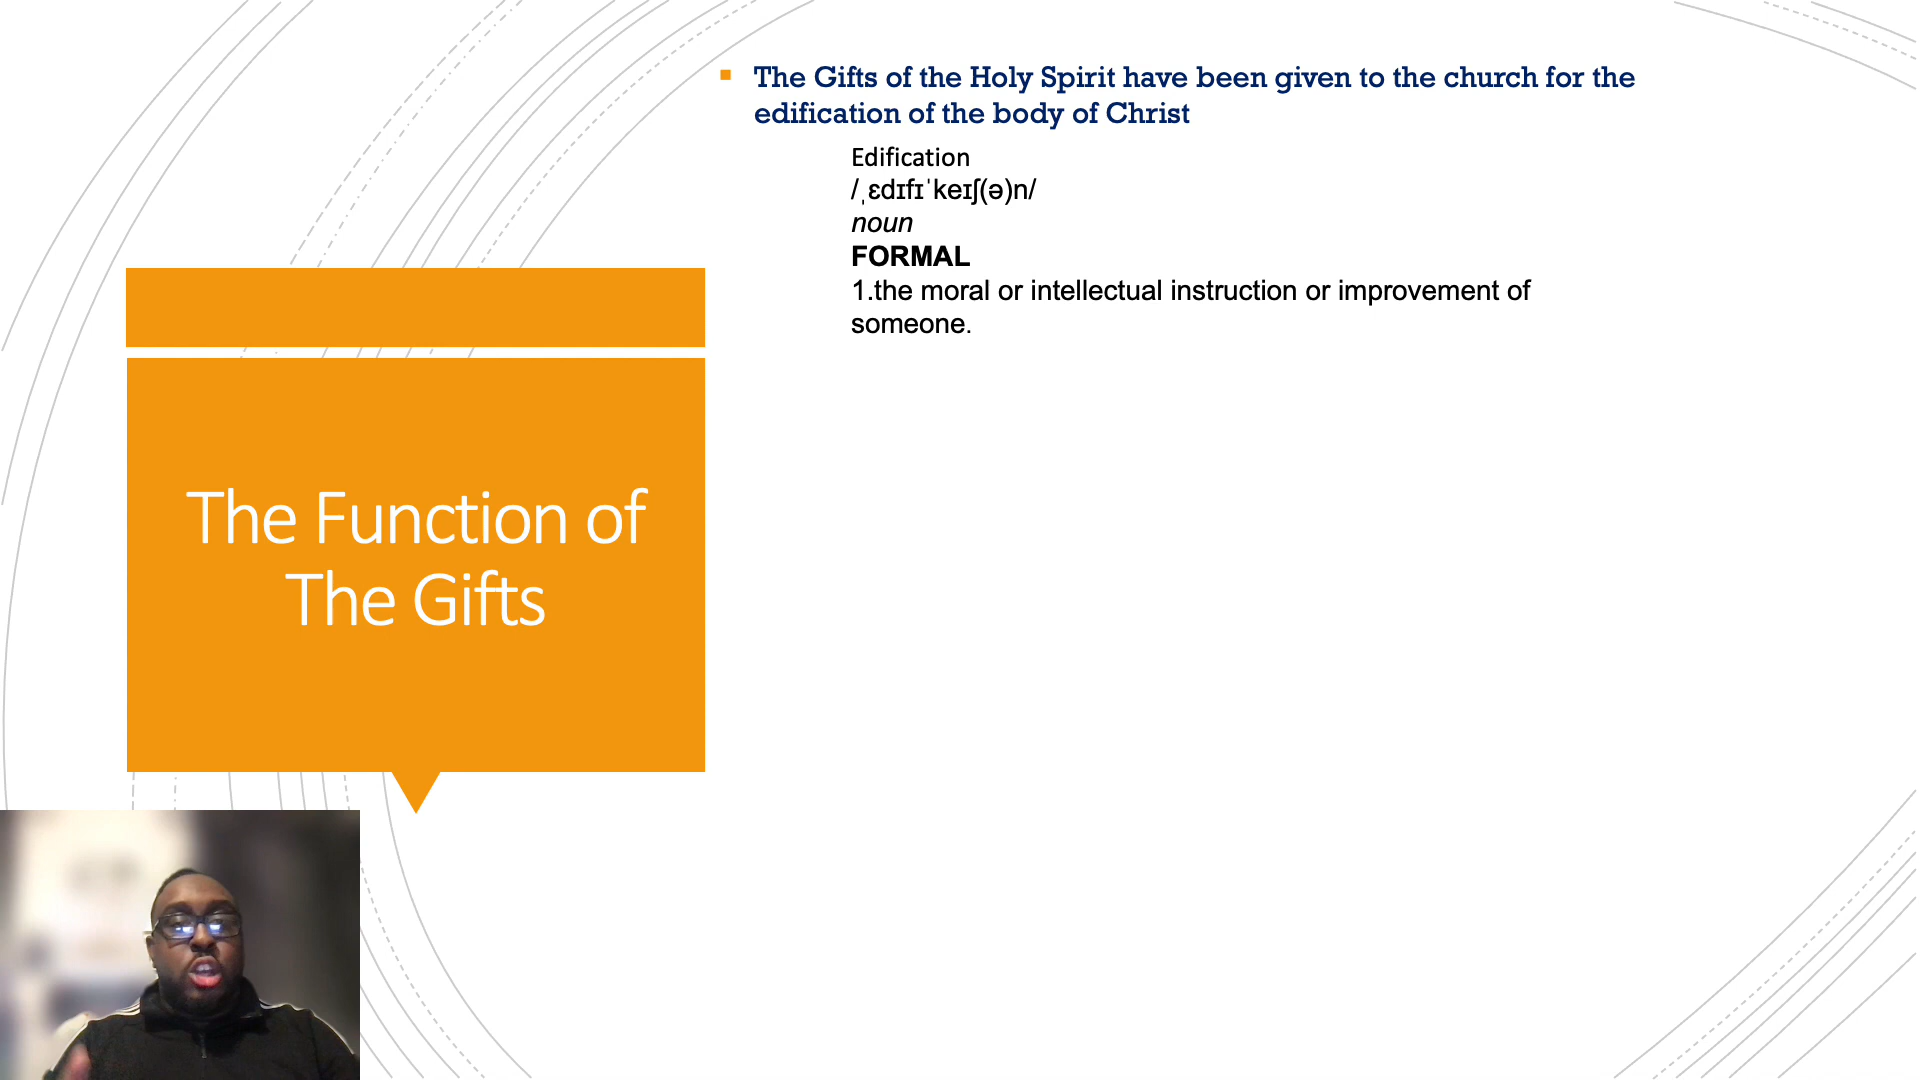 The Gifts of the Holy Spirit have been given to the church for the
edification of the body of Christ
Edification
/ˌɛdɪfɪˈkeɪʃ(ə)n/
noun
FORMAL
1.the moral or intellectual instruction or improvement of
someone.
The Function of
The Gifts